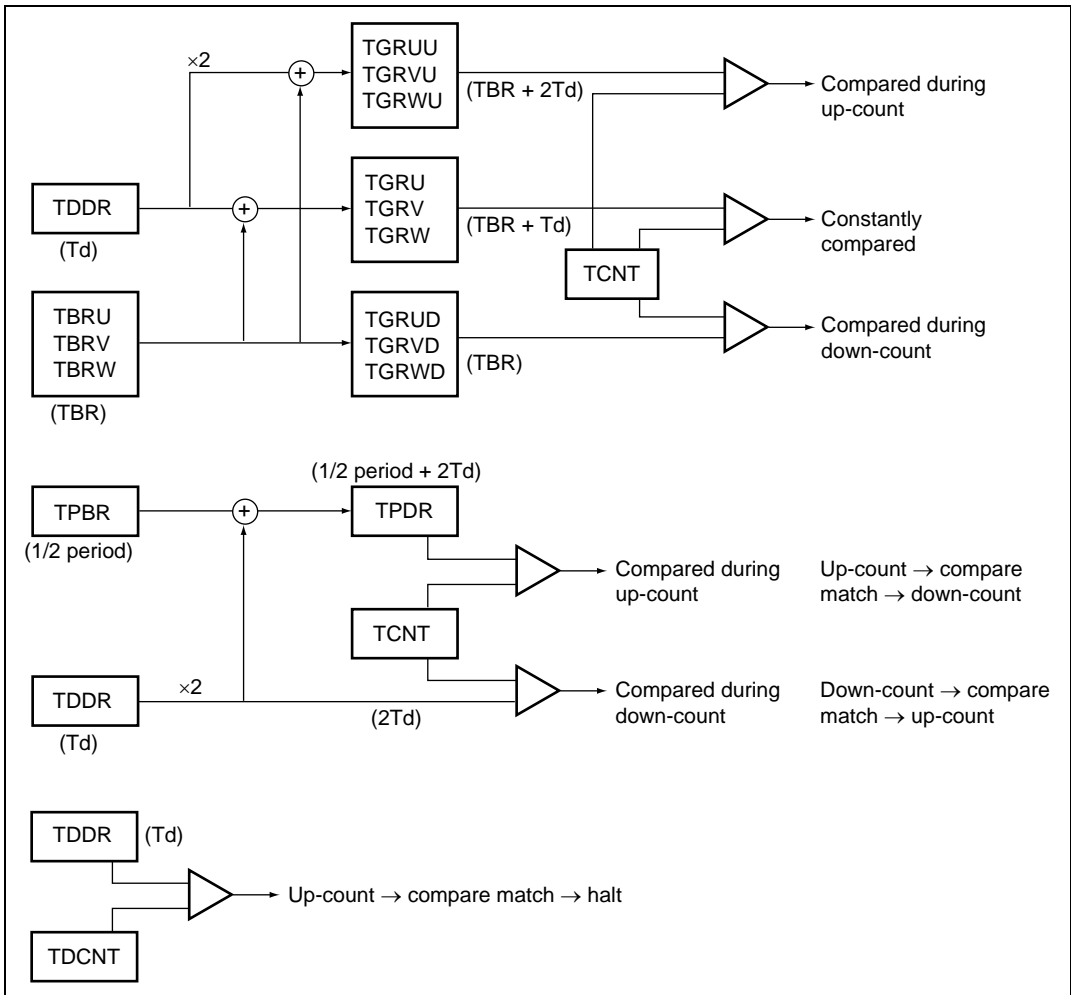 ×2
+
TGRUU
TGRVU
TGRWU
(TBR + 2Td)
Compared during
up-count
TDDR
(Td)
+
TGRU
TGRV
TGRW
(TBR + Td)
Constantly
compared
TCNT
TBRU
TBRV
TBRW
(TBR)
TGRUD
TGRVD
TGRWD
(TBR)
Compared during
down-count
TPBR
(1/2 period)
+
(1/2 period + 2Td)
TPDR
Compared during
up-count
Up-count → compare
match → down-count
TCNT
TDDR
(Td)
×2
(2Td)
Compared during
down-count
Down-count → compare
match → up-count
TDDR
(Td)
Up-count → compare match → halt
TDCNT